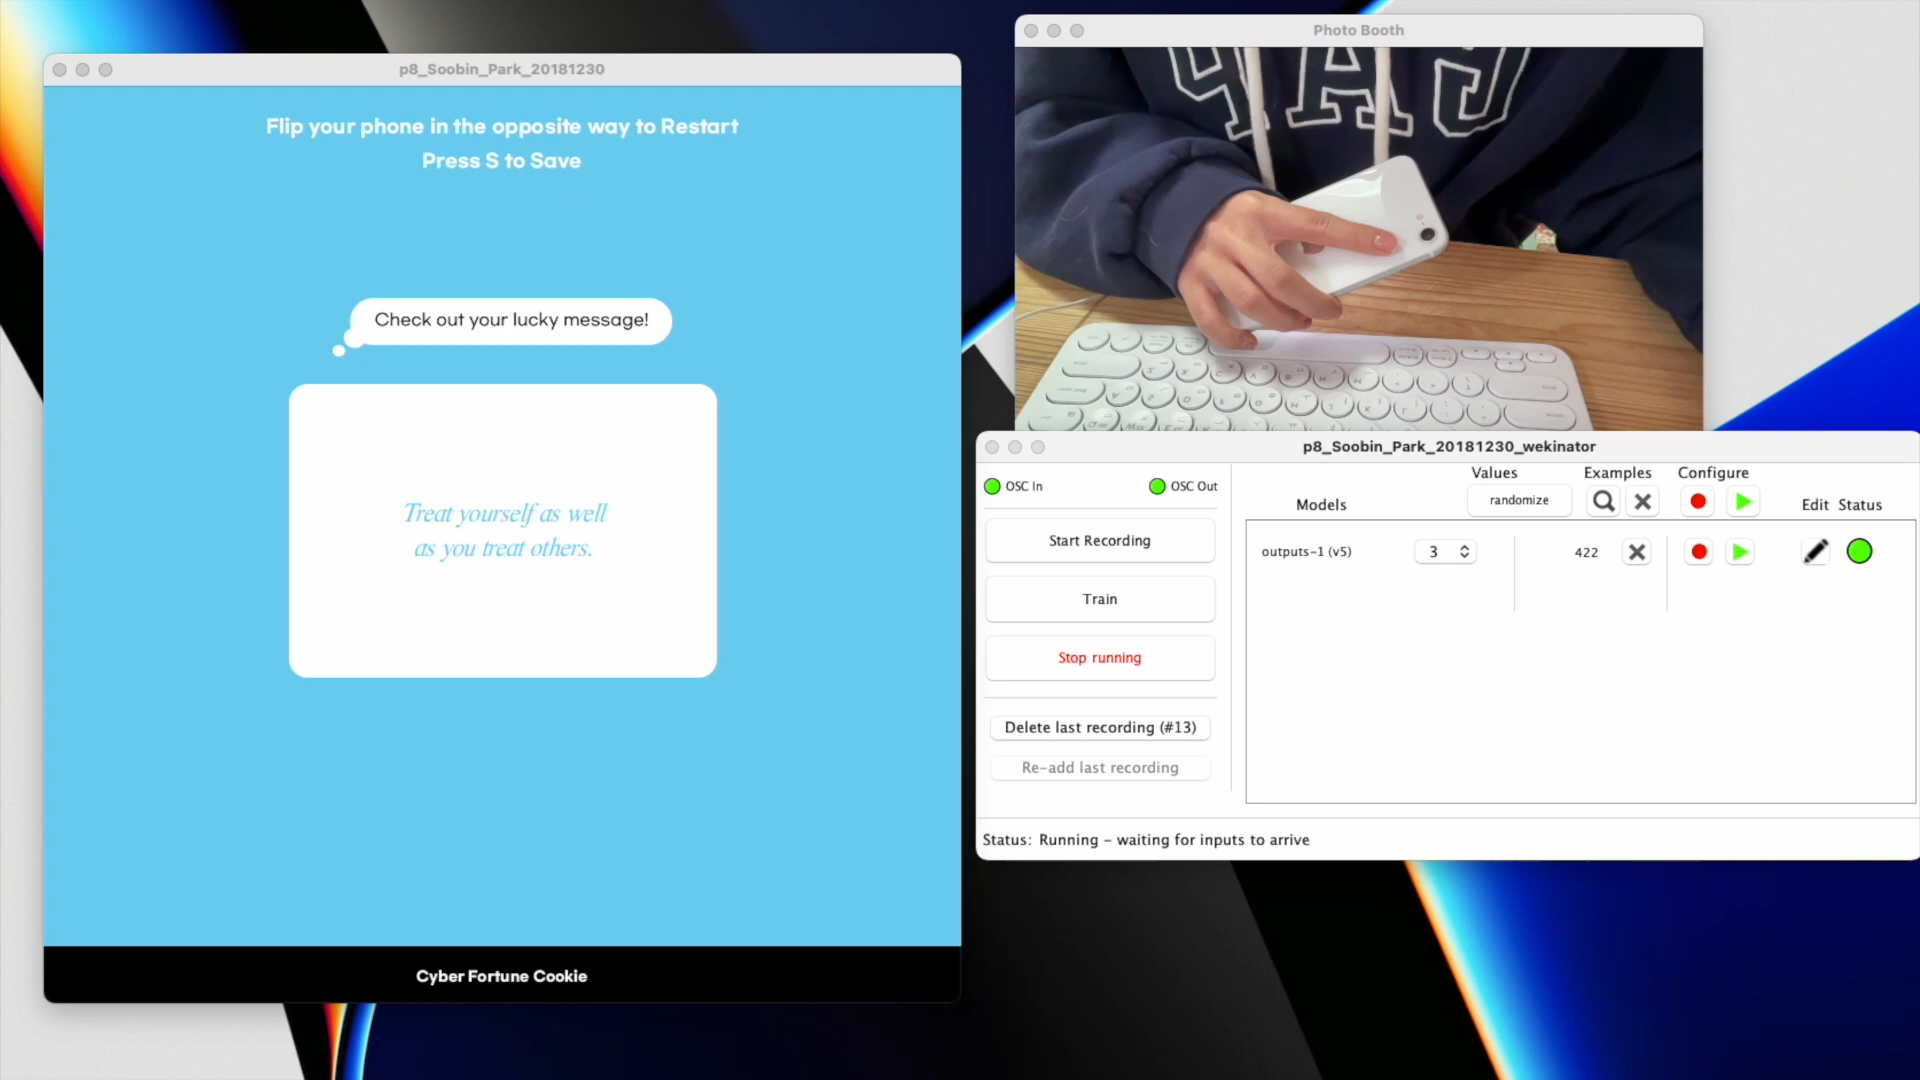 p8_Soobin_Park_20181230
Flip your phone in the opposite way to Restart
Press S to Save
Check out your lucky message!
Treat yourself as well
as you treat others.
Cyber Fortune Cookie
Photo Booth
p8_Soobin_Park_20181230_wekinator
OSC In
OSC Out
Start Recording
Train
Stop running
Delete last recording (#13)
Re-add last recording
Values
Examples
Configure
Models
randomize
Edit
Status
outputs-1 (v5)
3
422
Status: Running - waiting for inputs to arrive